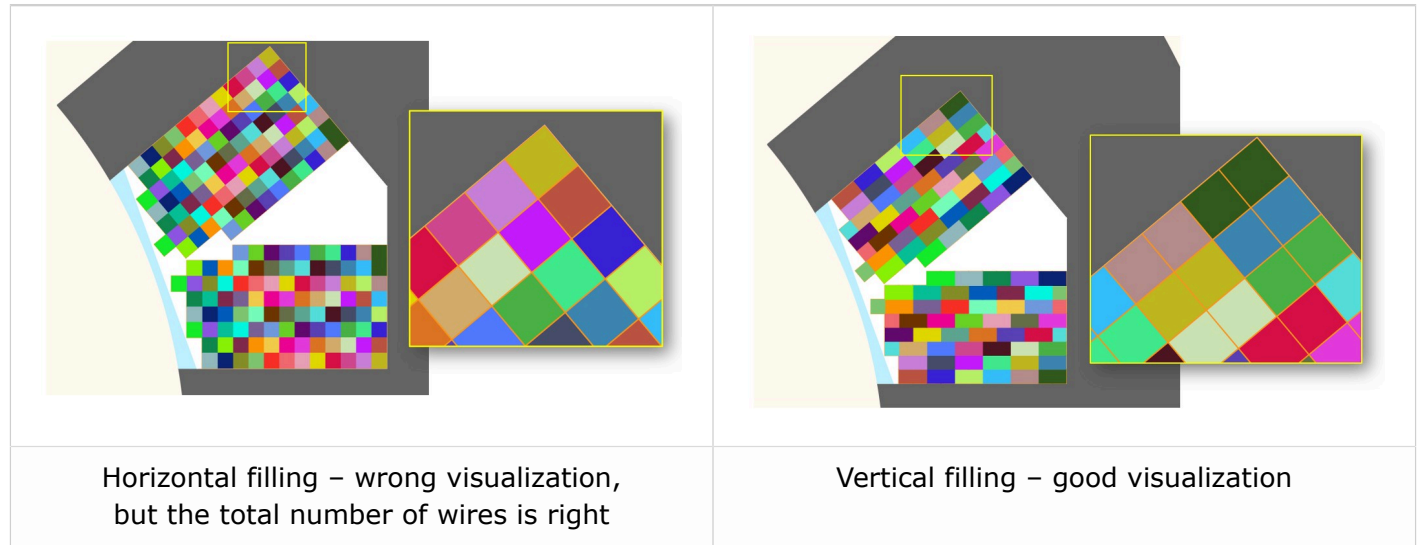 Horizontal filling – wrong visualization,
but the total number of wires is right
Vertical filling – good visualization